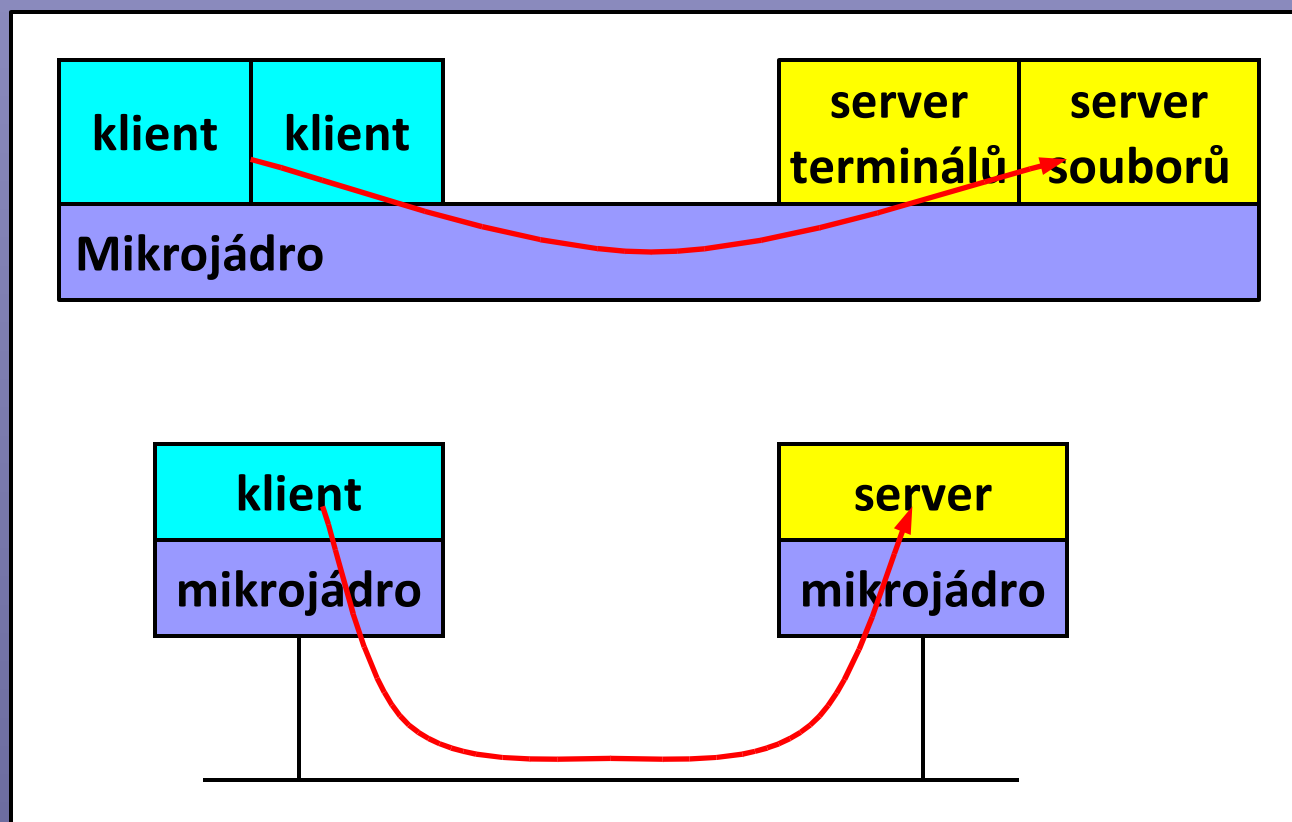 klient
klient
server
terminálů
server
souborů
Mikrojádro
klient
server
mikrojádro
mikrojádro